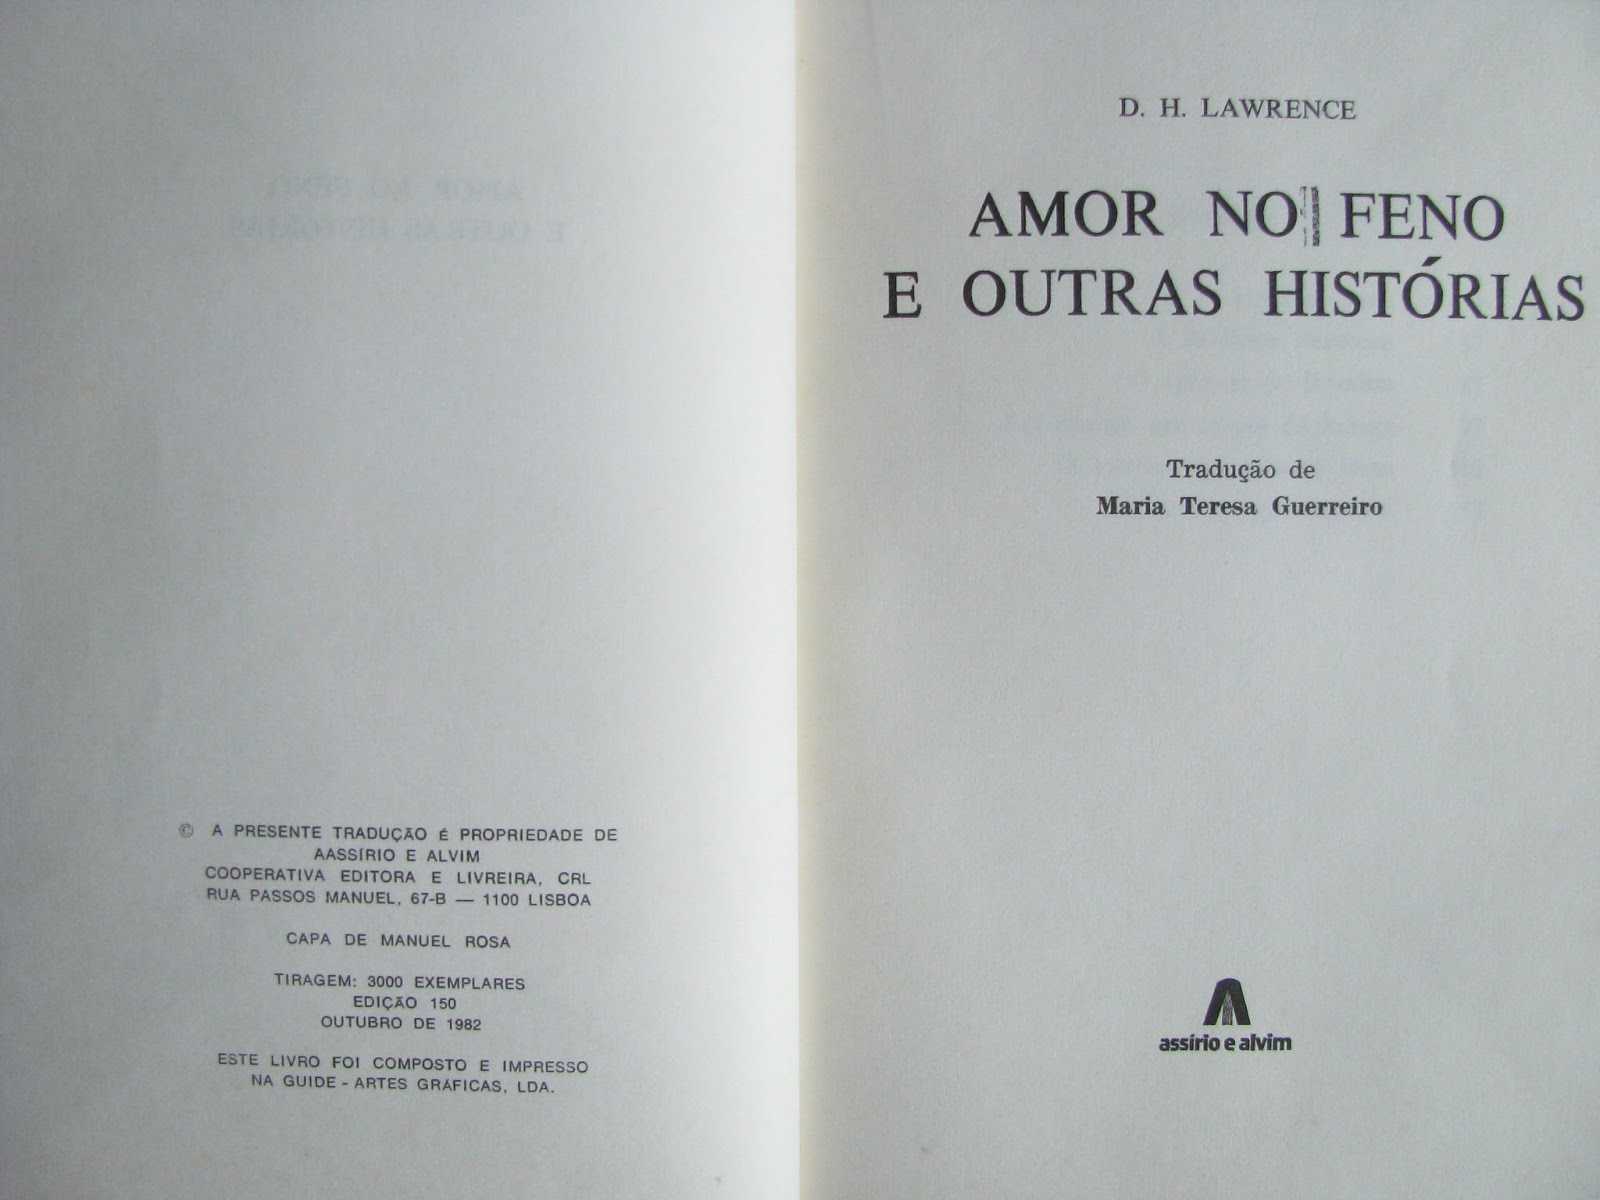 © A PRESENTE TRADUÇÃO É PROPRIEDADE DE
AASSÍRIO E ALVIM
COOPERATIVA EDITORA E LIVREIRA, CRL
RUA PASSOS MANUEL, 67-B — 1100 LISBOA
CAPA DE MANUEL ROSA
TIRAGEM: 3000 EXEMPLARES
EDIÇÃO 150
OUTUBRO DE 1982
ESTE LIVRO FOI COMPOSTO E IMPRESSO
NA GUIDE - ARTES GRÁFICAS, LDA.
D. H. LAWRENCE
AMOR NO FENO
E OUTRAS HISTÓRIAS
Tradução de
Maria Teresa Guerreiro
assírio e alvim